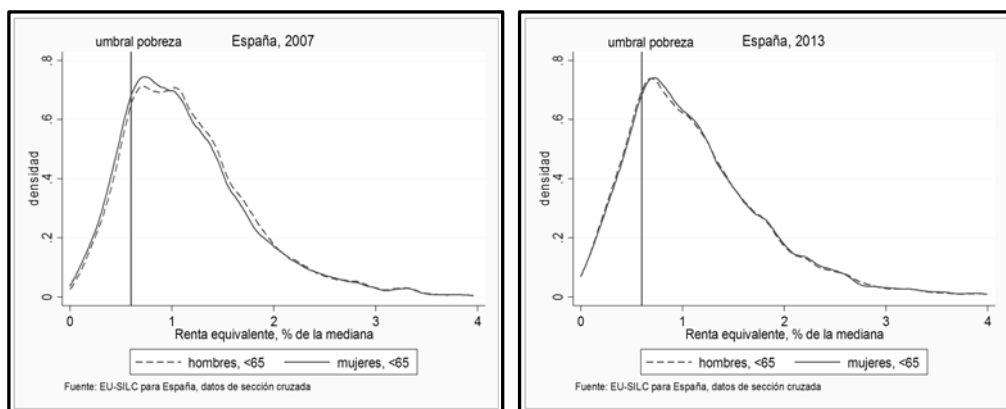 umbral pobreza España, 2007
densidad
.8
.6
.4
.2
0
0 1 2 3 4
Renta equivalente, % de la mediana
hombres, <65 mujeres, <65
Fuente: EU-SILC para España, datos de sección cruzada
umbral pobreza España, 2013
densidad
.8
.6
.4
.2
0
0 1 2 3 4
Renta equivalente, % de la mediana
hombres, <65 mujeres, <65
Fuente: EU-SILC para España, datos de sección cruzada